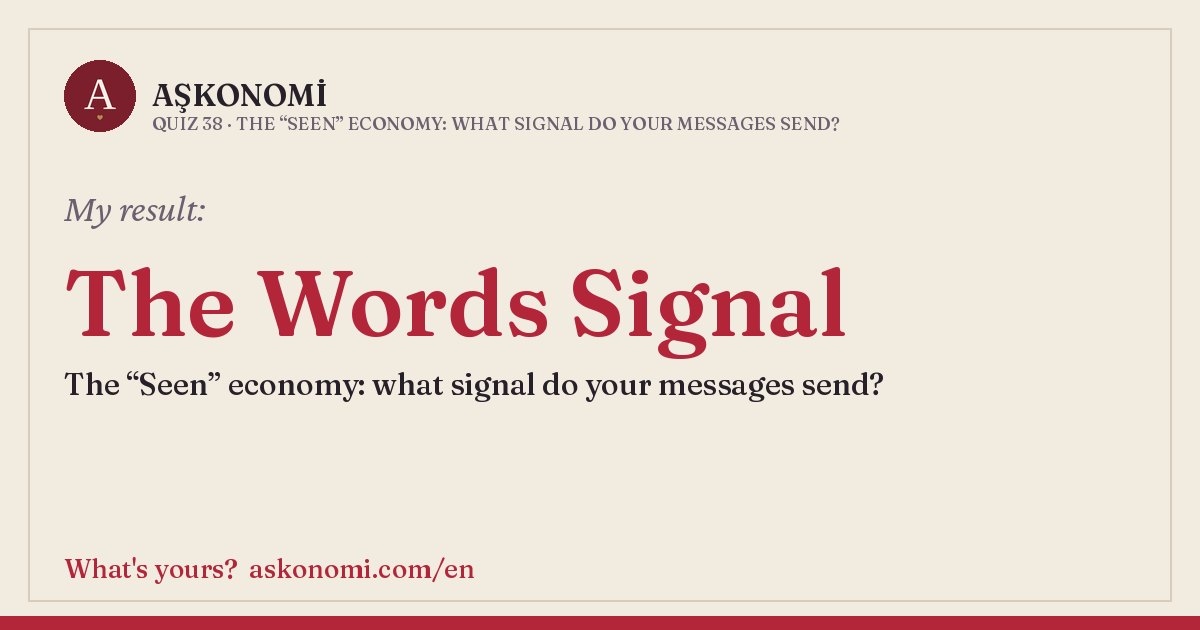 A
AŞKONOMİ
QUIZ 38 · THE “SEEN” ECONOMY: WHAT SIGNAL DO YOUR MESSAGES SEND?
My result:
The Words Signal
The “Seen” economy: what signal do your messages send?
What's yours? askonomi.com/en